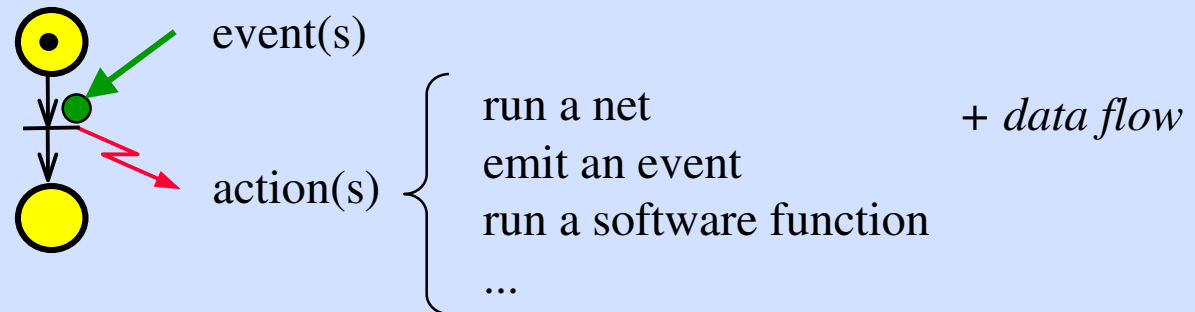 event(s)
action(s)
run a net
emit an event
run a software function
...
+ data flow